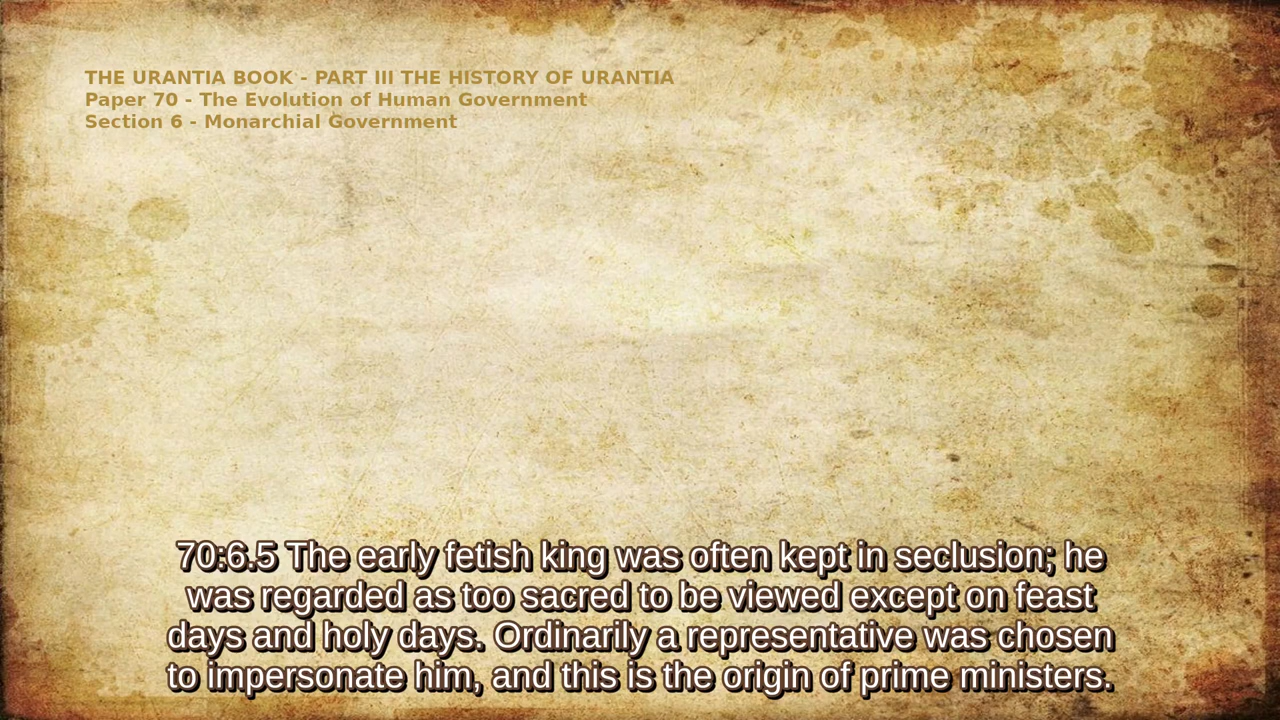 THE URANTIA BOOK - PART III THE HISTORY OF URANTIA
Paper 70 - The Evolution of Human Government
Section 6 - Monarchial Government
70:6.5 The early fetish king was often kept in seclusion; he
was regarded as too sacred to be viewed except on feast
days and holy days. Ordinarily a representative was chosen
to impersonate him, and this is the origin of prime ministers.